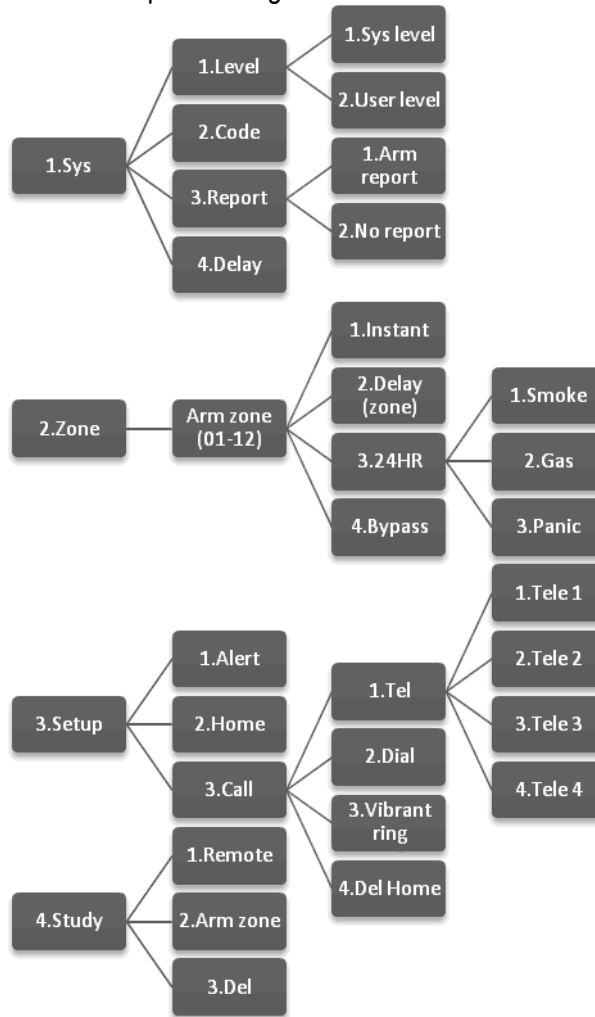 1.Sys
1.Level
1.Sys level
2.User level
2.Code
3.Report
1.Arm
report
2.No report
4.Delay
2.Zone
Arm zone
(01-12)
1.Instant
2.Delay
(zone)
3.24HR
1.Smoke
2.Gas
3.Panic
4.Bypass
3.Setup
1.Alert
2.Home
3.Call
1.Tel
1.Tele 1
2.Tele 2
3.Tele 3
4.Tele 4
2.Dial
3.Vibrant
ring
4.Del Home
4.Study
1.Remote
2.Arm zone
3.Del